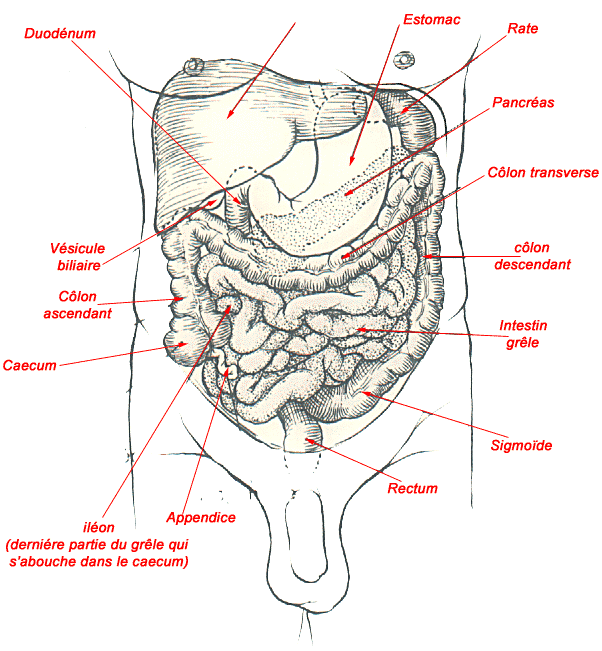 Estomac
Duodénum
Rate
Pancréas
Côlon transverse
Vésicule
biliaire
côlon
descendant
Côlon
ascendant
Intestin
grêle
Caecum
Sigmoïde
Rectum
Appendice
iléon
(derniére partie du grêle qui
s'abouche dans le caecum)